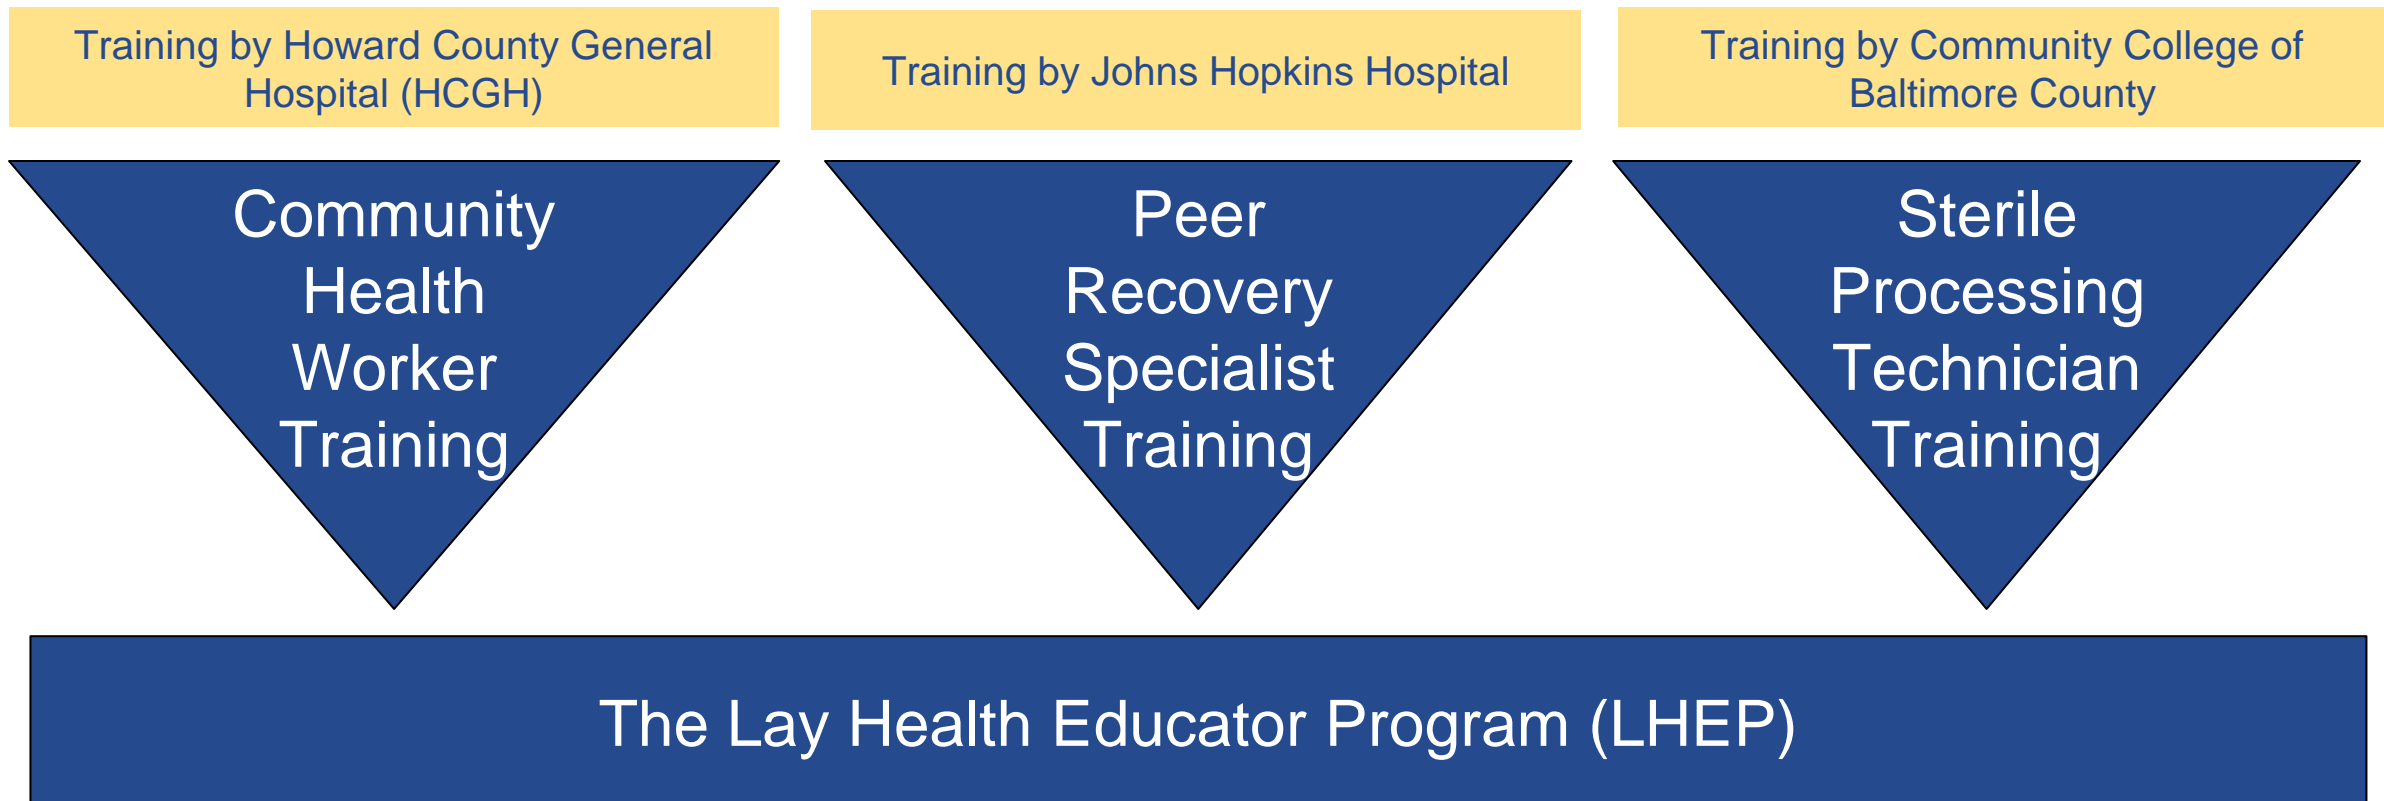 Training by Howard County General
Hospital (HCGH)
Training by Johns Hopkins Hospital
Training by Community College of
Baltimore County
Community
Health
Worker
Training
Peer
Recovery
Specialist
Training
Sterile
Processing
Technician
Training
The Lay Health Educator Program (LHEP)